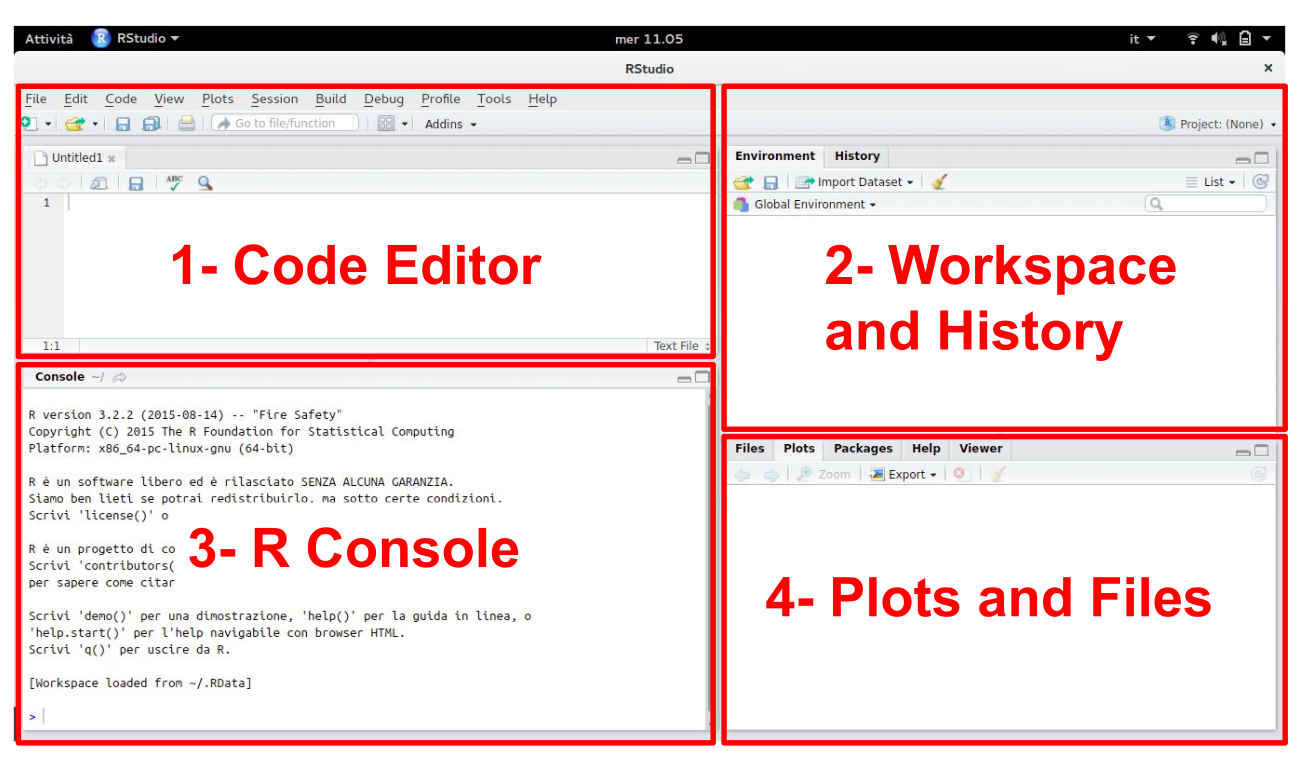 Attività RStudio mer 11.05 it
RStudio
File Edit Code View Plots Session Build Debug Profile Tools Help
Go to file/function Addins
Project: (None)
Untitled1
ABC
1
1- Code Editor
1:1 Text File
Environment History
Import Dataset List
Global Environment
2- Workspace
and History
Console ~/
R version 3.2.2 (2015-08-14) -- "Fire Safety"
Copyright (C) 2015 The R Foundation for Statistical Computing
Platform: x86_64-pc-linux-gnu (64-bit)
R è un software libero ed è rilasciato SENZA ALCUNA GARANZIA.
Siamo ben lieti se potrai redistribuirlo. ma sotto certe condizioni.
Scrivi 'license()' o
R è un progetto di co
Scrivi 'contributors(
per sapere come citar
3- R Console
Scrivi 'demo()' per una dimostrazione, 'help()' per la guida in linea, o
'help.start()' per l'help navigabile con browser HTML.
Scrivi 'q()' per uscire da R.
[Workspace loaded from ~/.RData]
>
Files Plots Packages Help Viewer
Zoom Export
4- Plots and Files